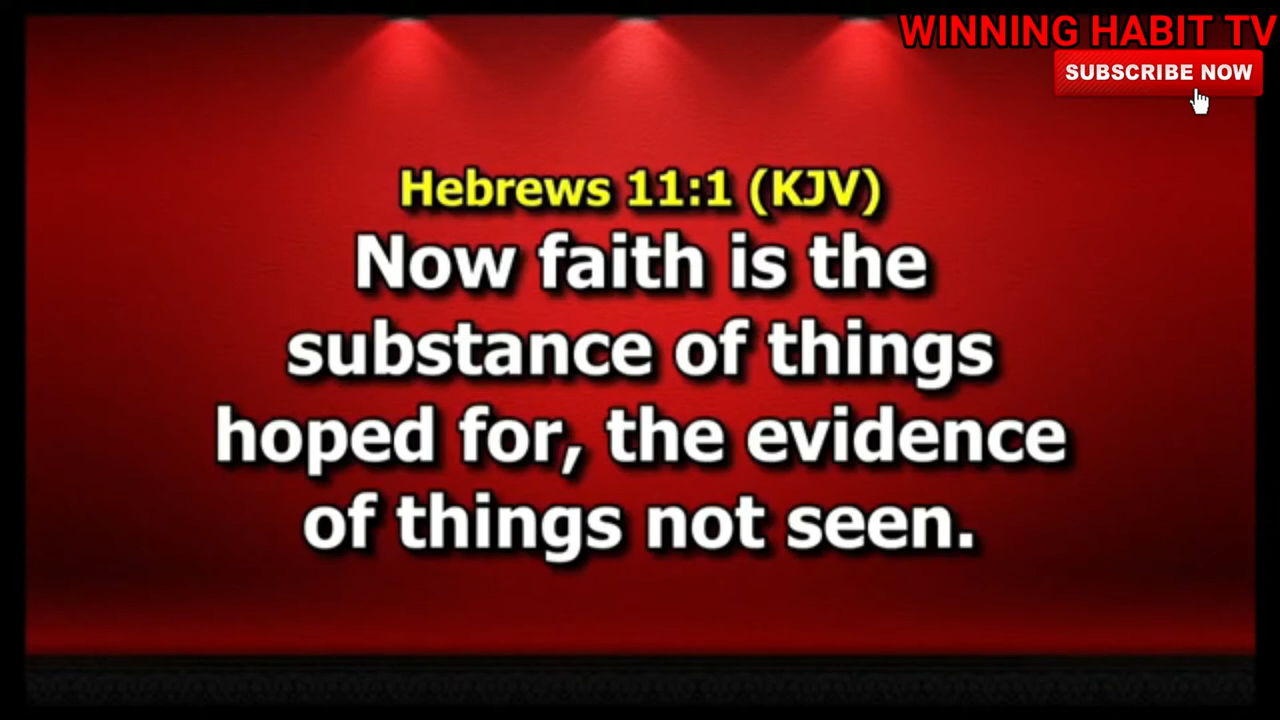 WINNING HABIT TV
SUBSCRIBE NOW
Hebrews 11:1 (KJV)
Now faith is the
substance of things
hoped for, the evidence
of things not seen.